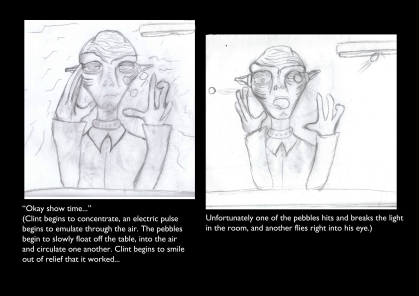 “Okay show time...”
(Clint begins to concentrate, an electric pulse
begins to emulate through the air. The pebbles
begin to slowly float off the table, into the air
and circulate one another. Clint begins to smile
out of relief that it worked...
Unfortunately one of the pebbles hits and breaks the light
in the room, and another flies right into his eye.)